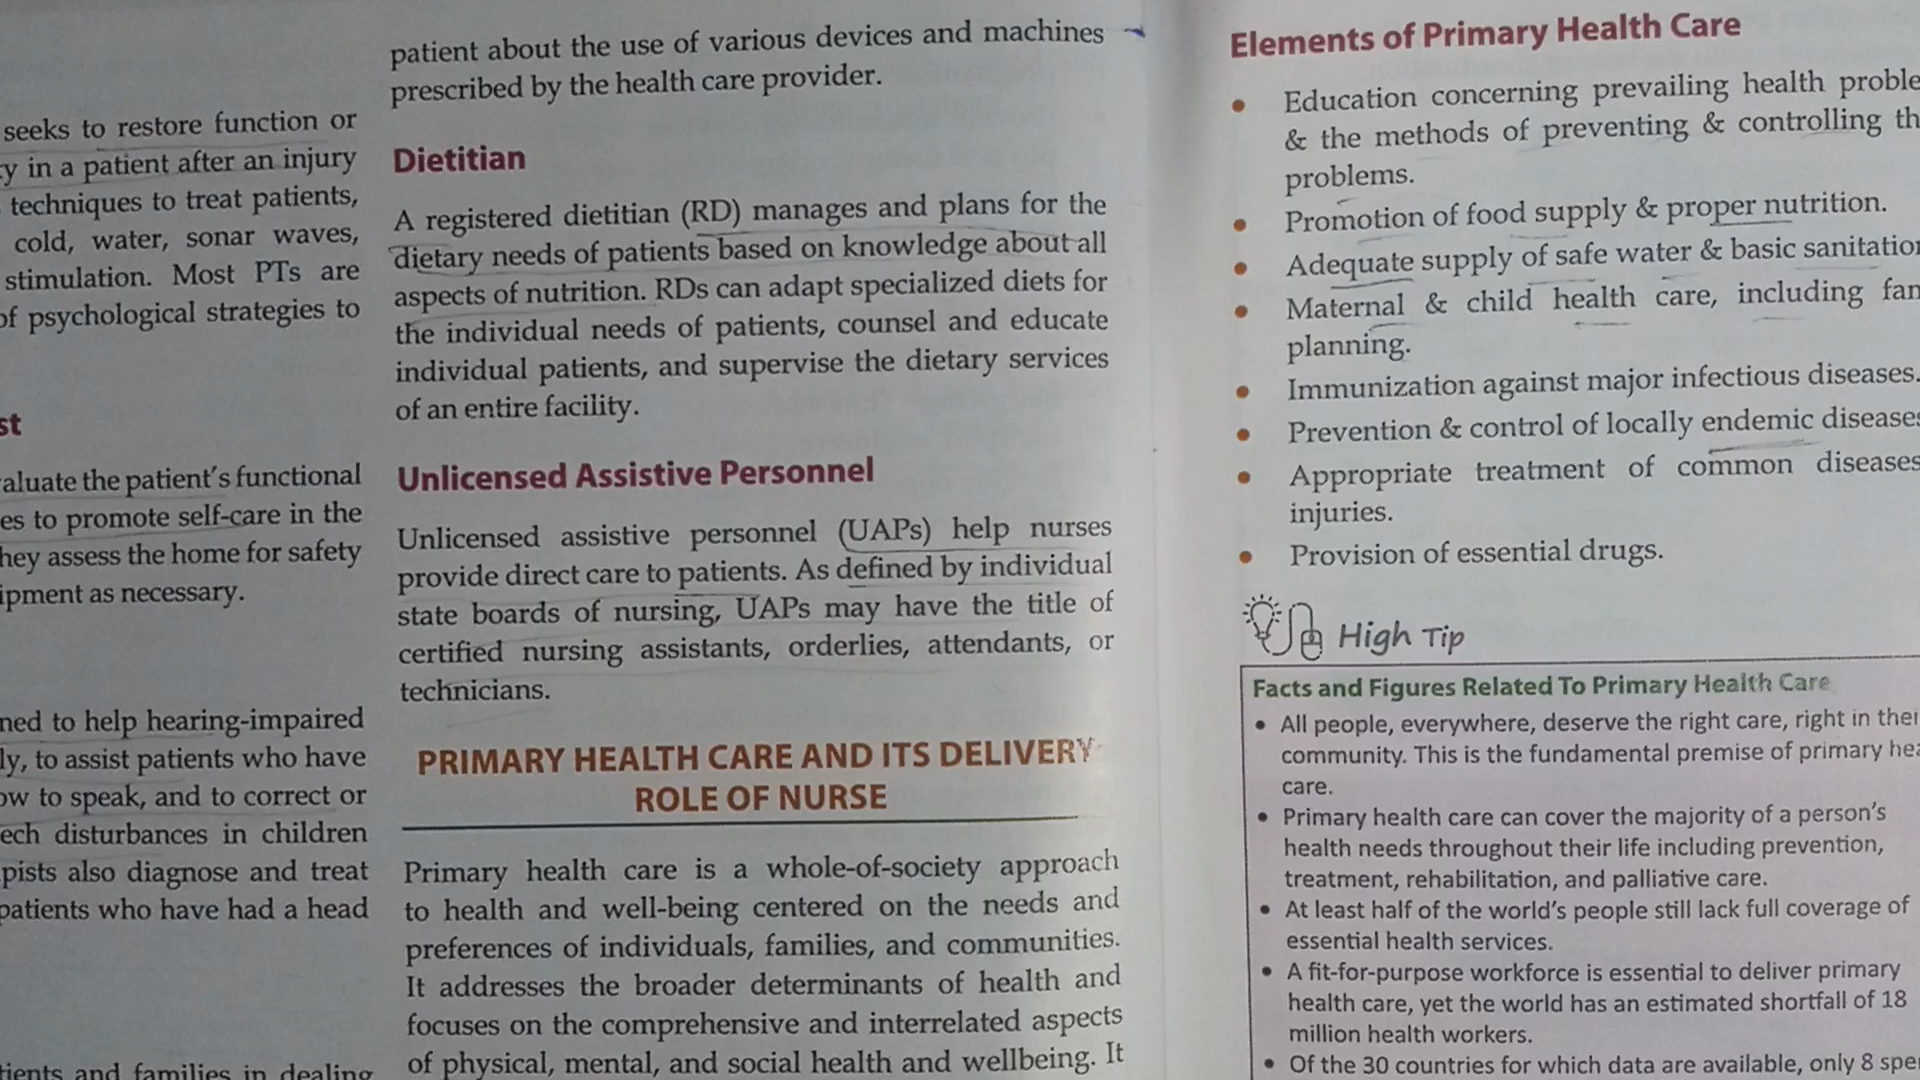 seeks to restore function or
in a patient after an injury
techniques to treat patients,
cold, water, sonar waves,
stimulation. Most PTs are
of psychological strategies to
the patient's functional
to promote self-care in the
assess the home for safety
as necessary.
to help hearing-impaired
to assist patients who have
to speak, and to correct or
disturbances in children
also diagnose and treat
patients who have had a head
and families in dealing
patient about the use of various devices and machines
prescribed by the health care provider.
Dietitian
A registered dietitian (RD) manages and plans for the
dietary needs of patients based on knowledge about all
aspects of nutrition. RDs can adapt specialized diets for
the individual needs of patients, counsel and educate
individual patients, and supervise the dietary services
of an entire facility.
Unlicensed Assistive Personnel
Unlicensed assistive personnel (UAPs) help nurses
provide direct care to patients. As defined by individual
state boards of nursing, UAPs may have the title of
certified nursing assistants, orderlies, attendants, or
technicians.
PRIMARY HEALTH CARE AND ITS DELIVERY
ROLE OF NURSE
Primary health care is a whole-of-society approach
to health and well-being centered on the needs and
preferences of individuals, families, and communities.
It addresses the broader determinants of health and
focuses on the comprehensive and interrelated aspects
of physical, mental, and social health and wellbeing. It
Elements of Primary Health Care
• Education concerning prevailing health
& the methods of preventing & controlling
problems.
• Promotion of food supply & proper nutrition.
• Adequate supply of safe water & basic
• Maternal & child health care, including
planning.
• Immunization against major infectious diseases.
• Prevention & control of locally endemic diseases
• Appropriate treatment of common diseases
injuries.
• Provision of essential drugs.
High Tip
Facts and Figures Related To Primary Health Care
• All people, everywhere, deserve the right care, right in
community. This is the fundamental premise of primary
care.
• Primary health care can cover the majority of a person's
health needs throughout their life including prevention,
treatment, rehabilitation, and palliative care.
• At least half of the world's people still lack full coverage of
essential health services.
• A fit-for-purpose workforce is essential to deliver primary
health care, yet the world has an estimated shortfall of 18
million health workers.
• Of the 30 countries for which data are available, only 8